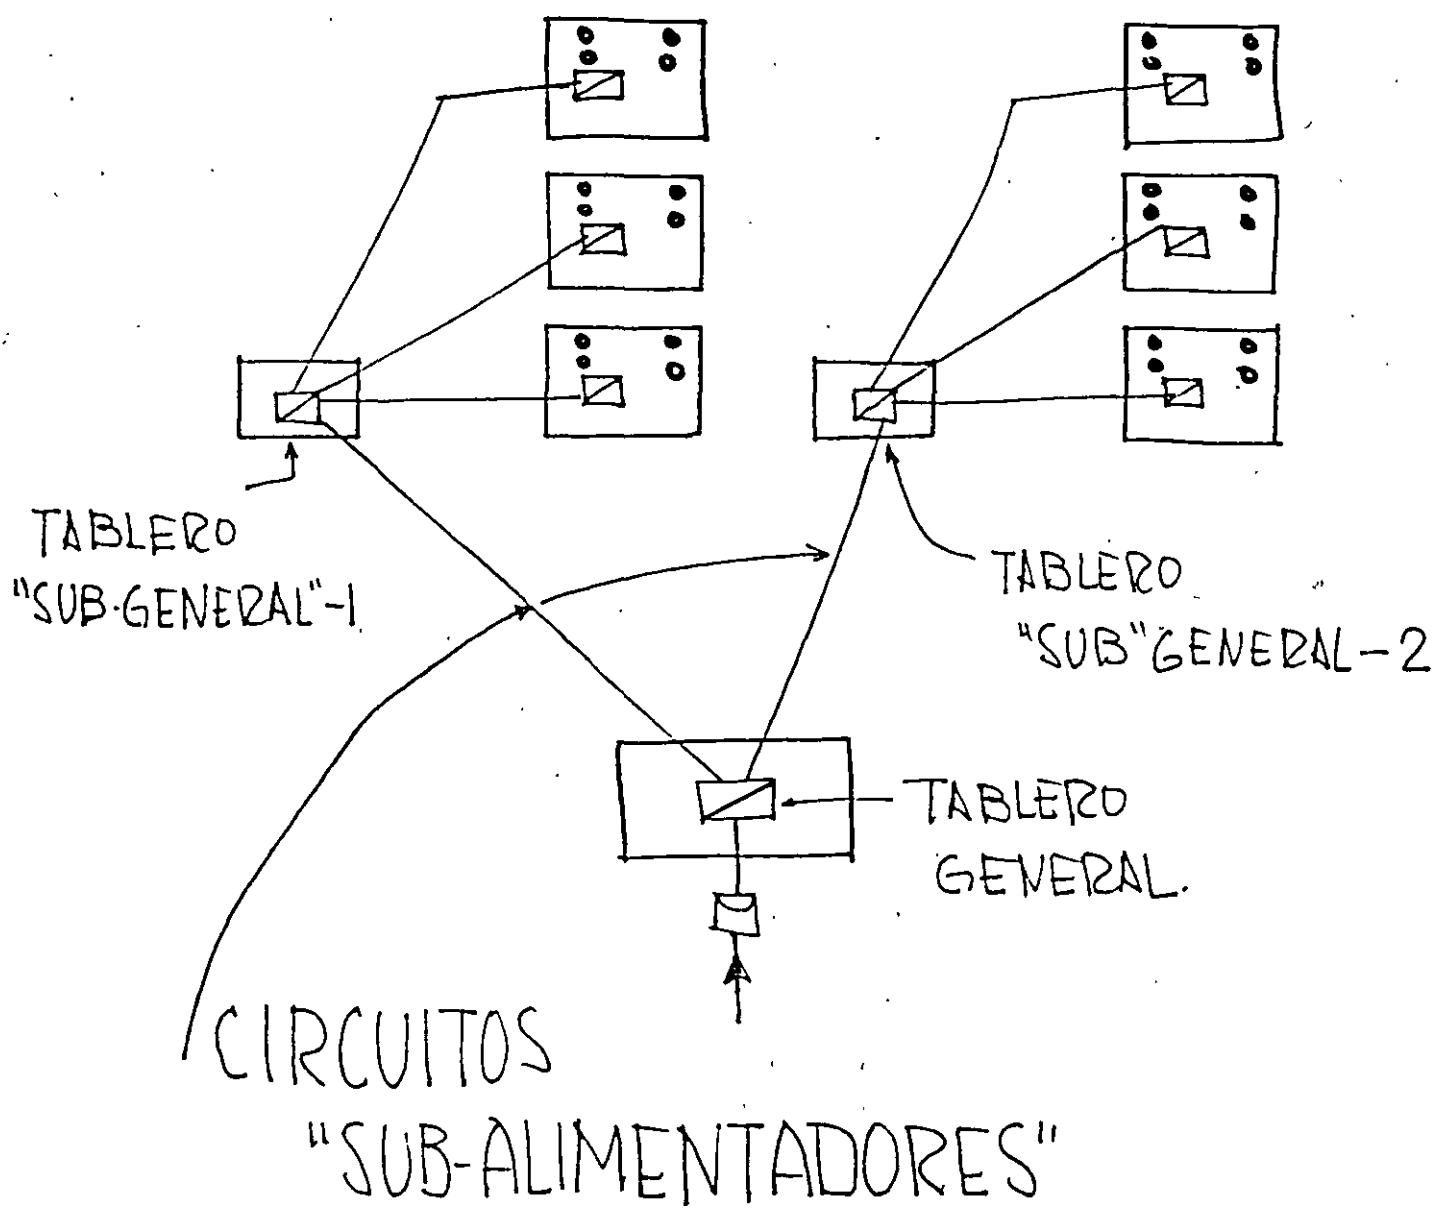 TABLERO
"SUB-GENERAL"-1
TABLERO
"SUB"GENERAL-2
TABLERO
GENERAL.
CIRCUITOS
"SUB-ALIMENTADORES"